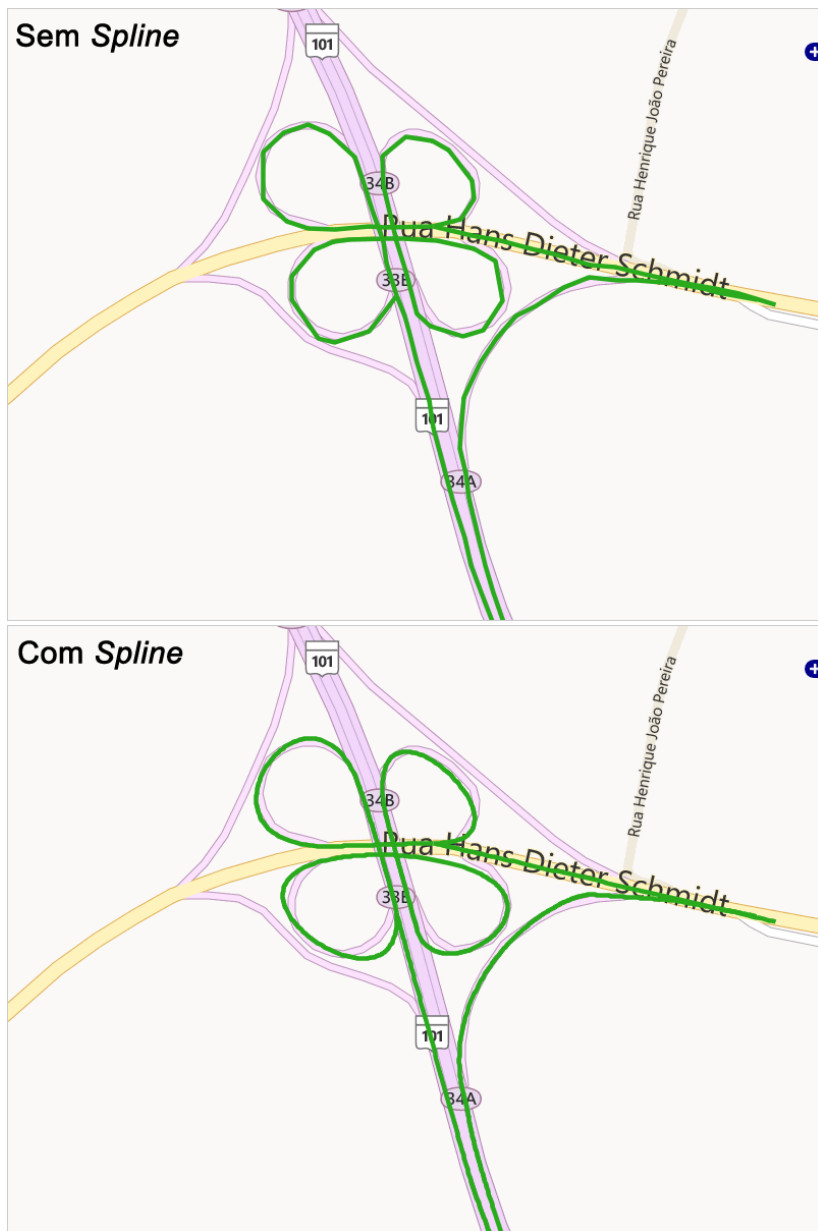 Sem Spline
101
Rua Henrique João Pereira
34B
Rua Hans Dieter Schmidt
33B
101
34A
Com Spline
101
Rua Henrique João Pereira
34B
Rua Hans Dieter Schmidt
33B
101
34A